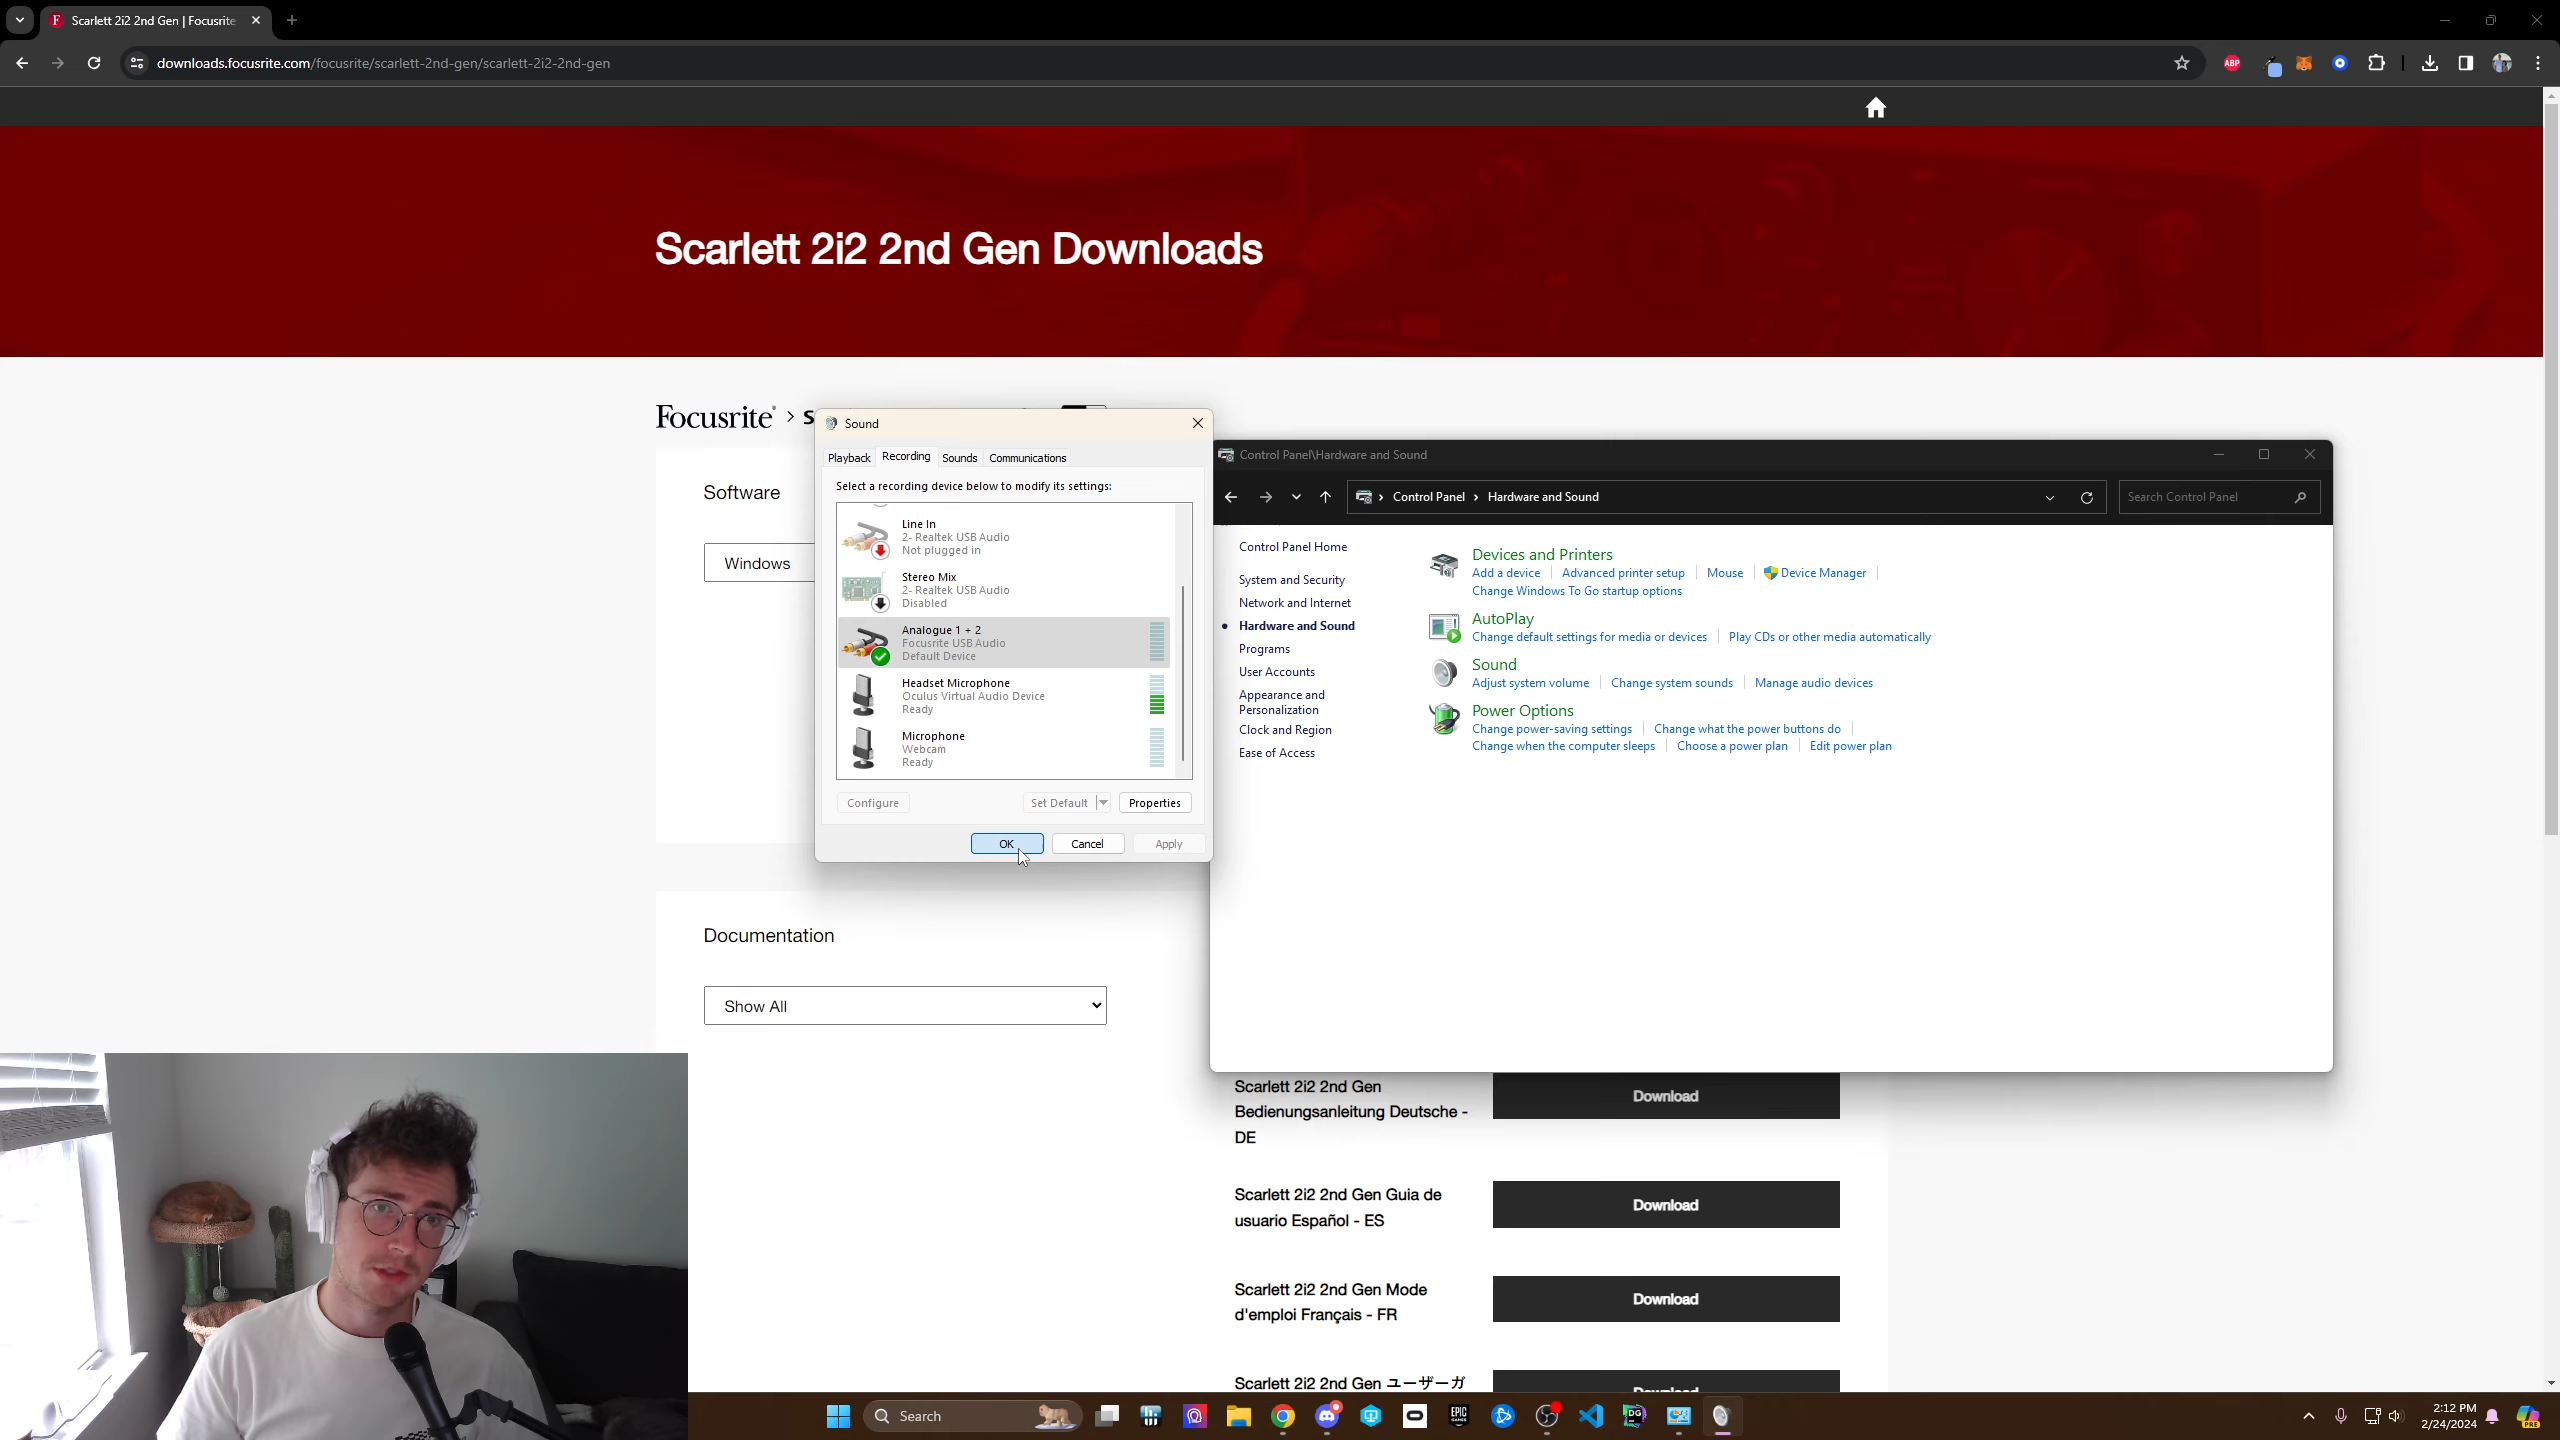 Scarlett 2i2 2nd Gen | Focusrite
downloads.focusrite.com/focusrite/scarlett-2nd-gen/scarlett-2i2-2nd-gen
ABP
Scarlett 2i2 2nd Gen Downloads
Focusrite > S
Software
Windows
Sound
Playback
Recording
Sounds
Communications
Select a recording device below to modify its settings:
Line In
2- Realtek USB Audio
Not plugged in
Stereo Mix
2- Realtek USB Audio
Disabled
Analogue 1 + 2
Focusrite USB Audio
Default Device
Headset Microphone
Oculus Virtual Audio Device
Ready
Microphone
Webcam
Ready
Configure
Set Default
Properties
OK
Cancel
Apply
Control Panel\Hardware and Sound
Control Panel > Hardware and Sound
Search Control Panel
Control Panel Home
System and Security
Network and Internet
Hardware and Sound
Programs
User Accounts
Appearance and
Personalization
Clock and Region
Ease of Access
Devices and Printers
Add a device
Advanced printer setup
Mouse
Device Manager
Change Windows To Go startup options
AutoPlay
Change default settings for media or devices
Play CDs or other media automatically
Sound
Adjust system volume
Change system sounds
Manage audio devices
Power Options
Change power-saving settings
Change what the power buttons do
Change when the computer sleeps
Choose a power plan
Edit power plan
Documentation
Show All
Scarlett 2i2 2nd Gen
Bedienungsanleitung Deutsche -
DE
Download
Scarlett 2i2 2nd Gen Guia de
usuario Español - ES
Download
Scarlett 2i2 2nd Gen Mode
d'emploi Français - FR
Download
Scarlett 2i2 2nd Gen ユーザーガ
Download
Search
EPIC
GAMES
DG
2:12 PM
2/24/2024
PRE